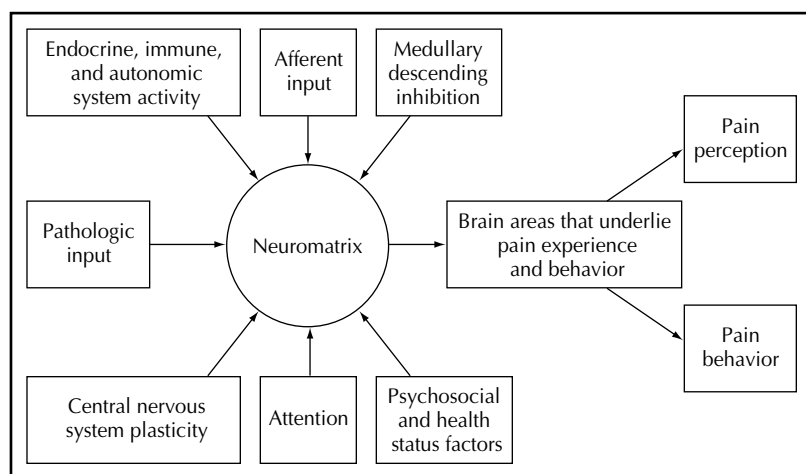 Endocrine, immune,
and autonomic
system activity
Afferent
input
Medullary
descending
inhibition
Pain
perception
Pathologic
input
Neuromatrix
Brain areas that underlie
pain experience
and behavior
Pain
behavior
Central nervous
system plasticity
Attention
Psychosocial
and health
status factors